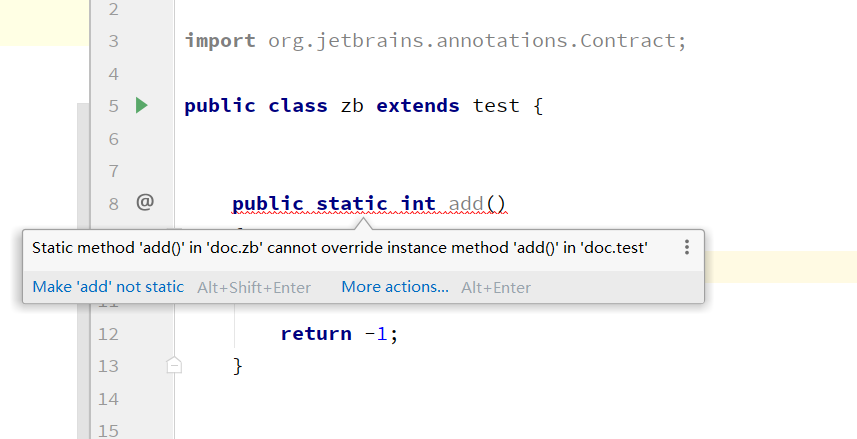 2
3 import org.jetbrains.annotations.Contract;
4
5 public class zb extends test {
6
7
8 @ public static int add()
Static method 'add()' in 'doc.zb' cannot override instance method 'add()' in 'doc.test'
Make 'add' not static Alt+Shift+Enter More actions... Alt+Enter
12 return -1;
13 }
14
15